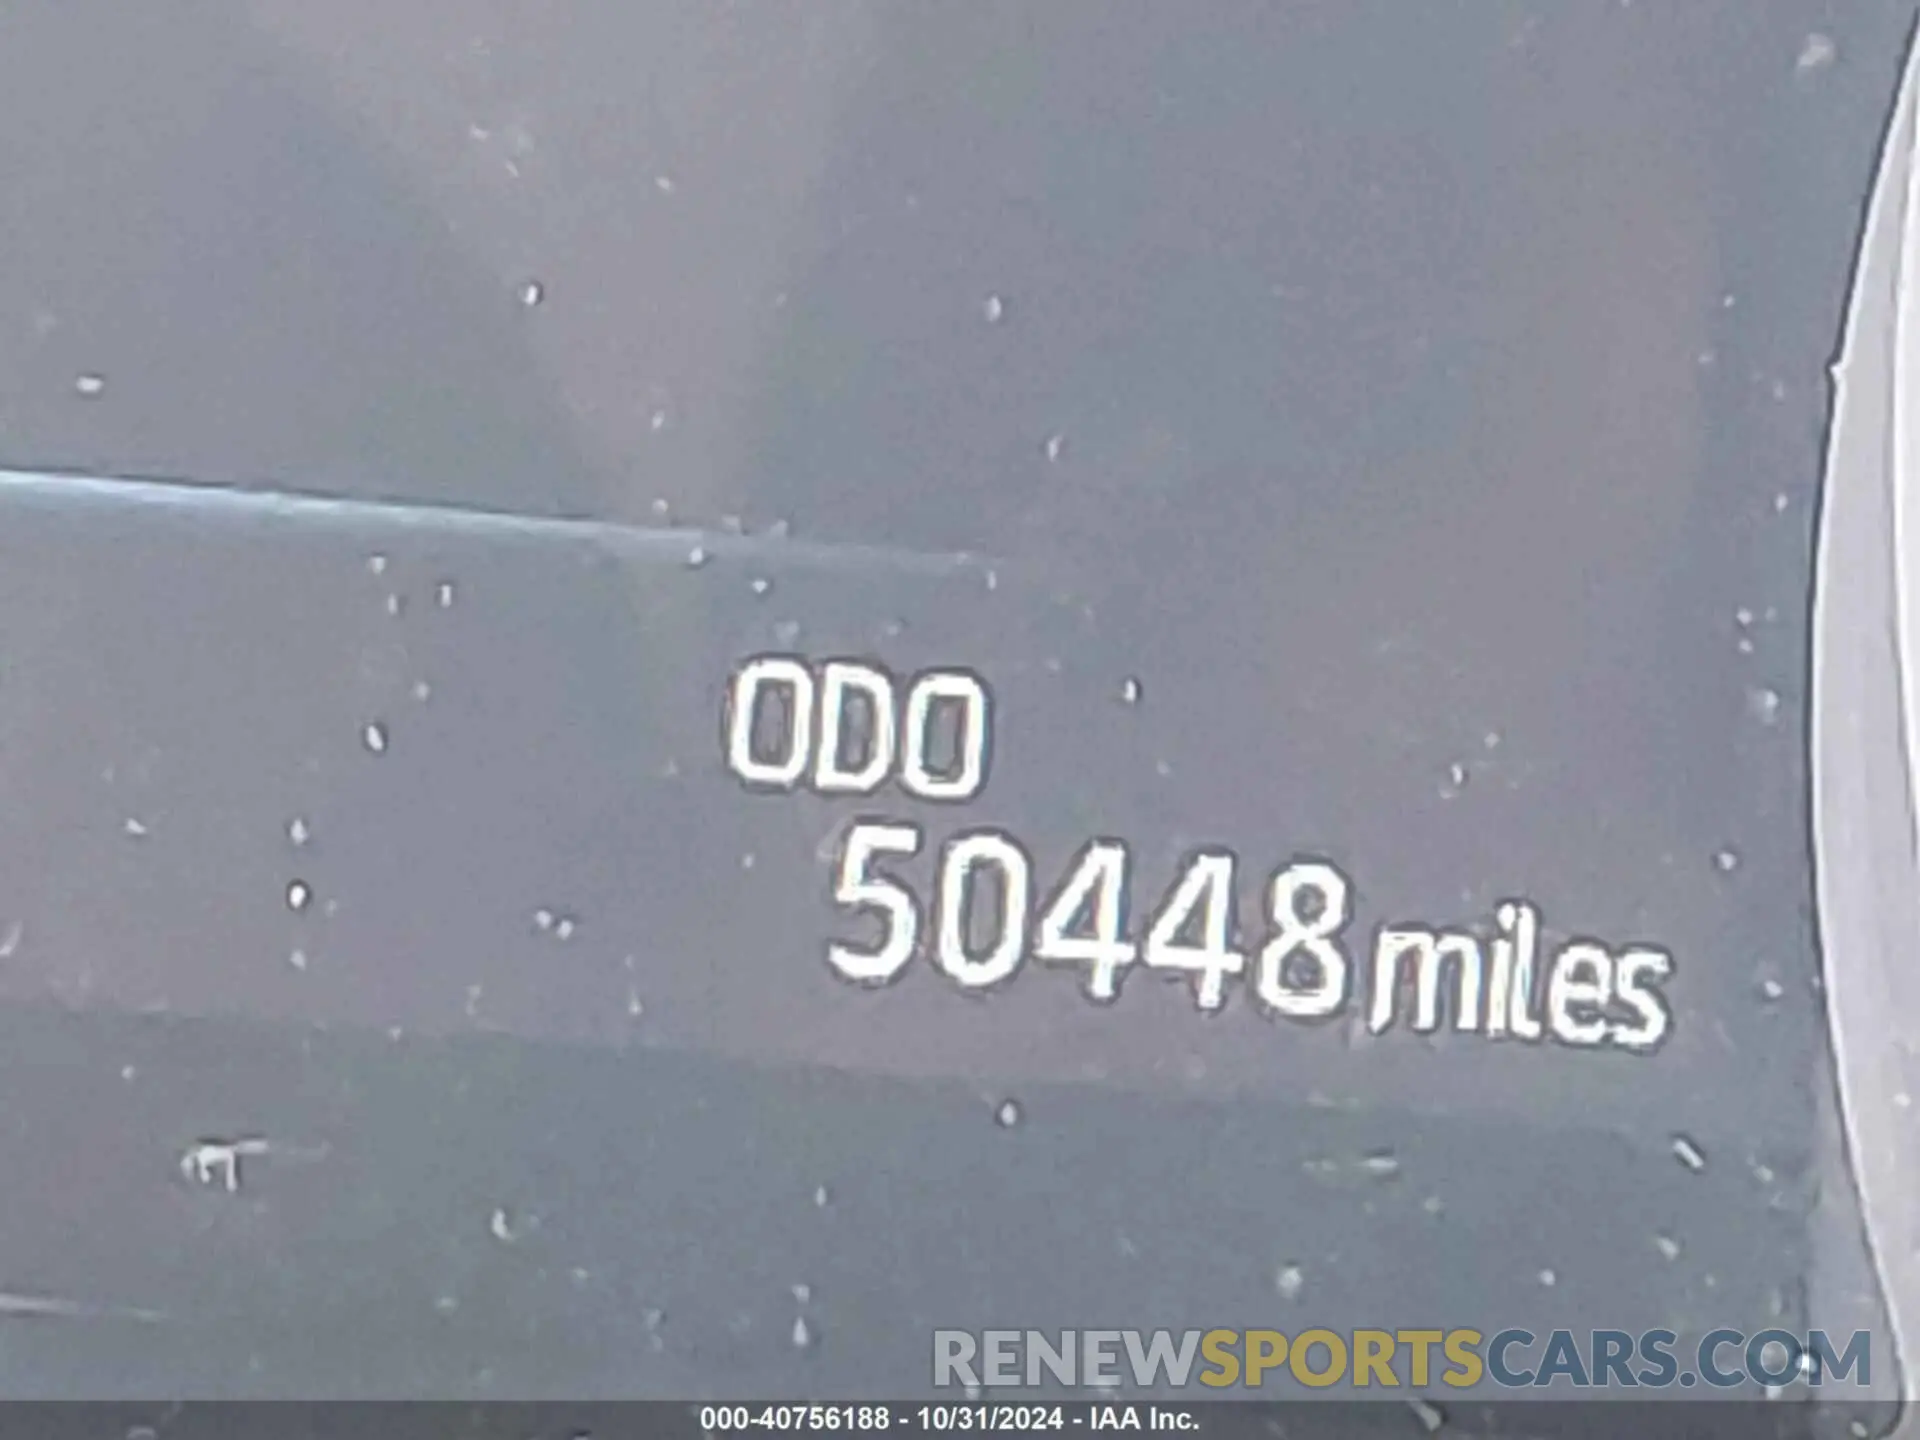 ODO
50448 miles
RENEWSPORTSCARS.COM
000-40756188 - 10/31/2024 - IAA Inc.